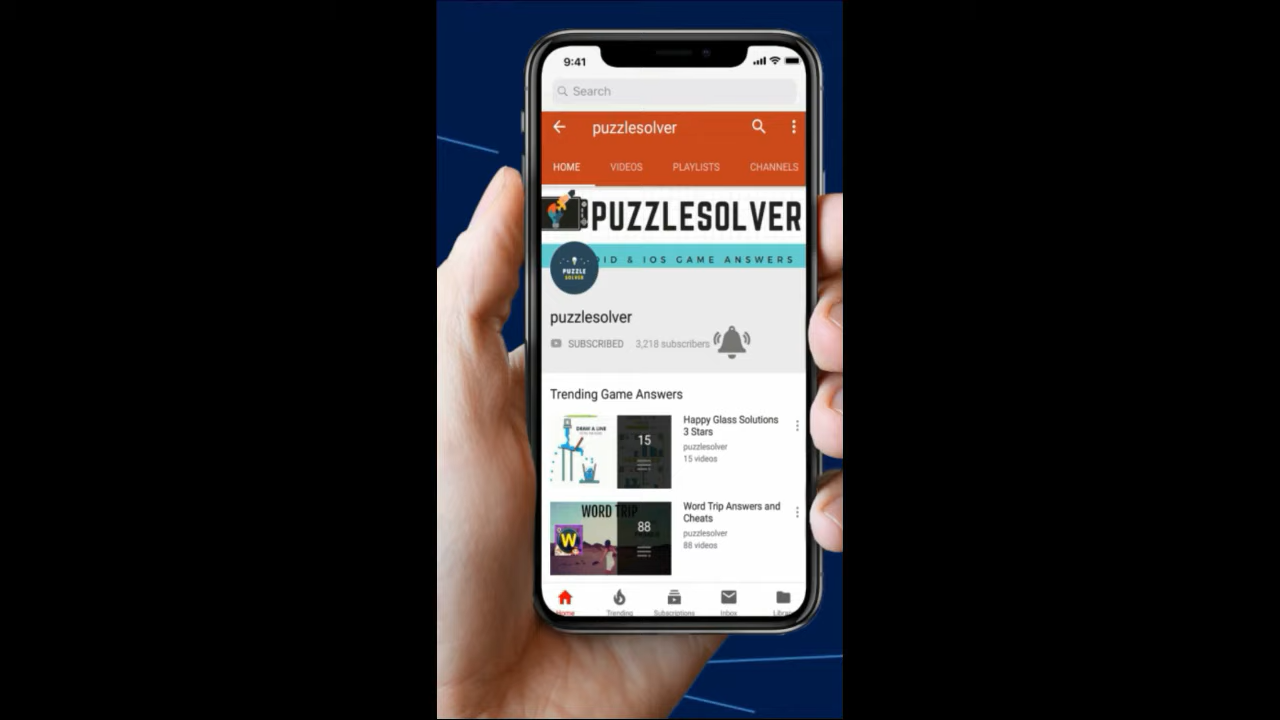 9:41
Search
puzzlesolver
HOME VIDEOS PLAYLISTS CHANNELS
PUZZLESOLVER
OID & IOS GAME ANSWERS
PUZZLE
SOLVER
puzzlesolver
SUBSCRIBED 3,218 subscribers
Trending Game Answers
DRAW A LINE
15
Happy Glass Solutions
3 Stars
puzzlesolver
15 videos
WORD TRIP
W
88
Word Trip Answers and
Cheats
puzzlesolver
88 videos
Home Trending Subscriptions Inbox Librar